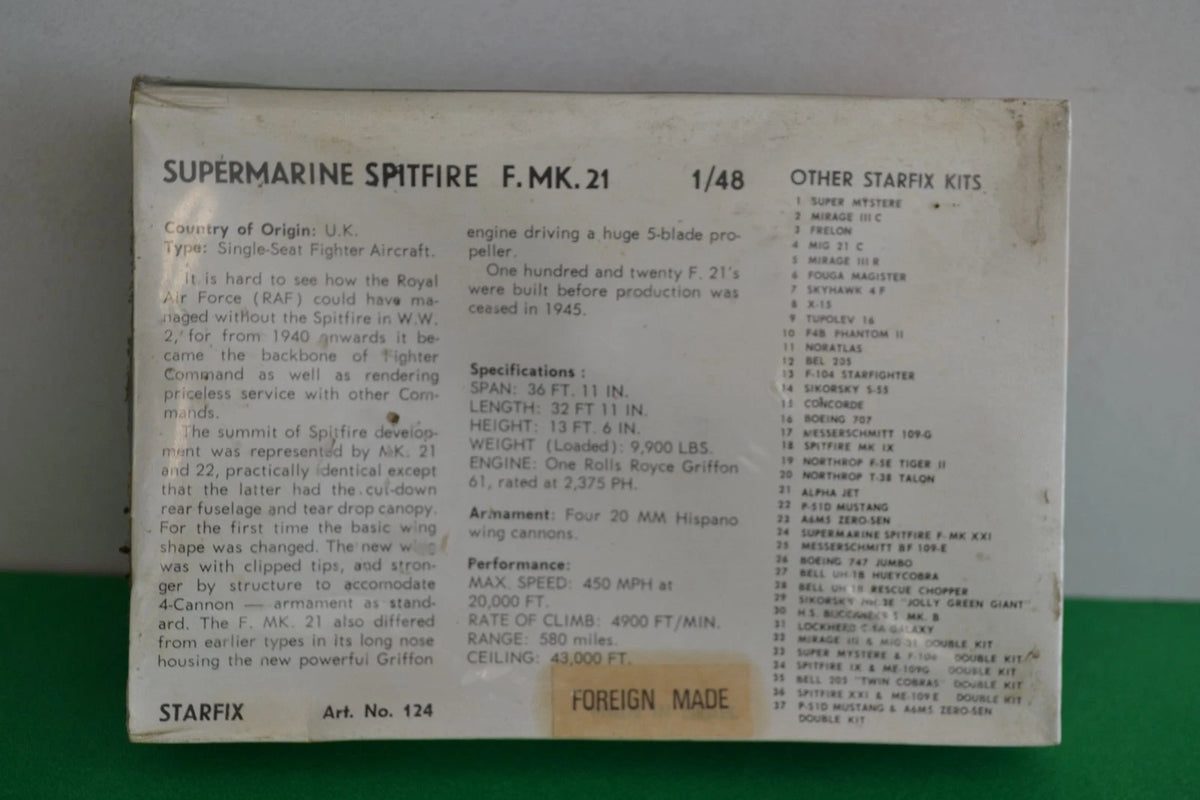 SUPERMARINE SPITFIRE F. MK. 21 1/48
Country of Origin: U.K.
Type: Single-Seat Fighter Aircraft.
It is hard to see how the Royal
Air Force (RAF) could have ma-
naged without the Spitfire in W.W.
2, for from 1940 onwards it be-
came the backbone of Fighter
Command as well as rendering
priceless service with other Com-
mands.
The summit of Spitfire develop-
ment was represented by MK. 21
and 22, practically identical except
that the latter had the cut-down
rear fuselage and tear drop canopy.
For the first time the basic wing
shape was changed. The new wing
was with clipped tips, and stron-
ger by structure to accomodate
4-Cannon — armament as stand-
ard. The F. MK. 21 also differed
from earlier types in its long nose
housing the new powerful Griffon
STARFIX Art. No. 124
engine driving a huge 5-blade pro-
peller.
One hundred and twenty F. 21's
were built before production was
ceased in 1945.
Specifications :
SPAN: 36 FT. 11 IN.
LENGTH: 32 FT 11 IN.
HEIGHT: 13 FT. 6 IN.
WEIGHT (Loaded): 9,900 LBS.
ENGINE: One Rolls Royce Griffon
61, rated at 2,375 PH.
Armament: Four 20 MM Hispano
wing cannons.
Performance:
MAX. SPEED: 450 MPH at
20,000 FT.
RATE OF CLIMB: 4900 FT/MIN.
RANGE: 580 miles.
CEILING: 43,000 FT.
FOREIGN MADE
OTHER STARFIX KITS
1 SUPER MYSTERE
2 MIRAGE III C
3 FRELON
4 MIG 21 C
5 MIRAGE III R
6 FOUGA MAGISTER
7 SKYHAWK 4 F
8 X-15
9 TUPOLEV 16
10 F4B PHANTOM II
11 NORATLAS
12 BEL 205
13 F-104 STARFIGHTER
14 SIKORSKY S-55
15 CONCORDE
16 BOEING 707
17 MESSERSCHMITT 109-G
18 SPITFIRE MK IX
19 NORTHROP F-5E TIGER II
20 NORTHROP T-38 TALON
21 ALPHA JET
22 P-51D MUSTANG
23 A6M5 ZERO-SEN
24 SUPERMARINE SPITFIRE F-MK XXI
25 MESSERSCHMITT BF 109-E
26 BOEING 747 JUMBO
27 BELL UH-1B HUEYCOBRA
28 BELL UH-1B RESCUE CHOPPER
29 SIKORSKY "JOLLY GREEN GIANT"
30 H.S. BUCCANEER S MK. B
31 LOCKHEED C-5A GALAXY
32 MIRAGE III & DOUBLE KIT
33 SUPER MYSTERE & F-104 DOUBLE KIT
34 SPITFIRE IX & ME-109G DOUBLE KIT
35 BELL 205 "TWIN COBRAS" DOUBLE KIT
36 SPITFIRE XXI & ME-109E DOUBLE KIT
37 P-51D MUSTANG & A6M5 ZERO-SEN
DOUBLE KIT